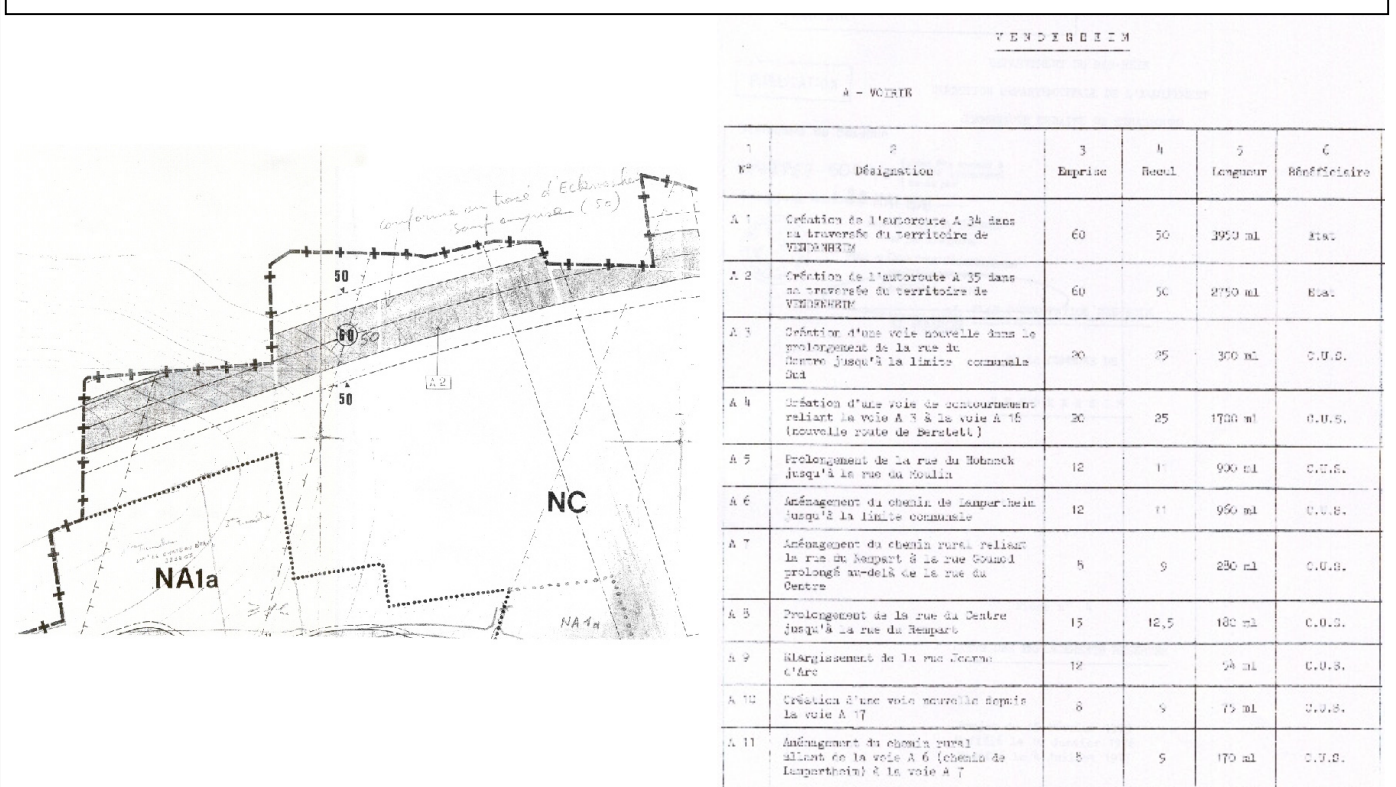 conforme au tracé d'Eckwersheim
sauf emprise (50)
50
60
50
A 2
50
NC
NA1a
NA1a
V E N D E N H E I M
A - VOIRIE
1
2
3
4
5
6
N°
Désignation
Emprise
Recul
Longueur
Bénéficiaire
A 1
Création de l'autoroute A 34 dans
sa traversée du territoire de
VENDENHEIM
60
50
3950 ml
Etat
A 2
Création de l'autoroute A 35 dans
sa traversée du territoire de
VENDENHEIM
60
50
2750 ml
Etat
A 3
Création d'une voie nouvelle dans le
prolongement de la rue du
Centre jusqu'à la limite communale
Sud
20
25
300 ml
C.U.S.
A 4
Création d'une voie de contournement
reliant la voie A 3 à la voie A 18
(nouvelle route de Berstett)
20
25
1700 ml
C.U.S.
A 5
Prolongement de la rue du
jusqu'à la rue du Moulin
12
11
900 ml
C.U.S.
A 6
Aménagement du chemin de Lampertheim
jusqu'à la limite communale
12
11
960 ml
C.U.S.
A 7
Aménagement du chemin rural reliant
la rue du Rempart à la rue Gounod
prolongé au-delà de la rue du
Centre
8
9
280 ml
C.U.S.
A 8
Prolongement de la rue du Centre
jusqu'à la rue du Rempart
15
12,5
180 ml
C.U.S.
A 9
Elargissement de la rue Jeanne
d'Arc
12
54 ml
C.U.S.
A 10
Création d'une voie nouvelle depuis
la voie A 17
8
9
75 ml
C.U.S.
A 11
Aménagement du chemin rural
allant de la voie A 6 (chemin de
Lampertheim) à la voie A 7
8
9
170 ml
C.U.S.